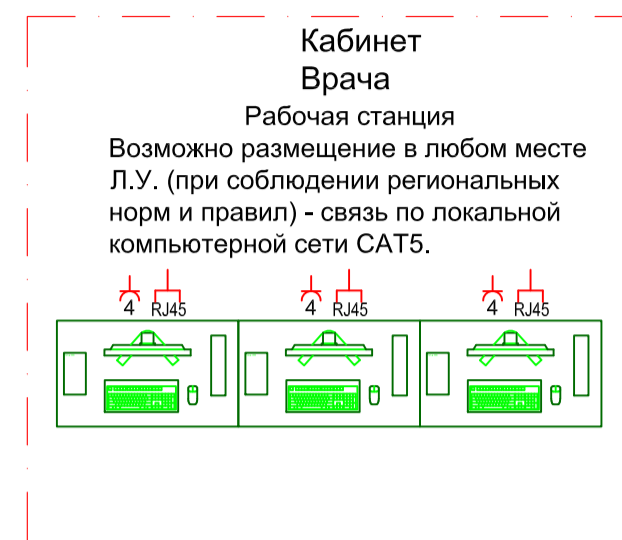 Кабинет
Врача
Рабочая станция
Возможно размещение в любом месте
Л.У. (при соблюдении региональных
норм и правил) - связь по локальной
компьютерной сети CAT5.
4 RJ45 4 RJ45 4 RJ45